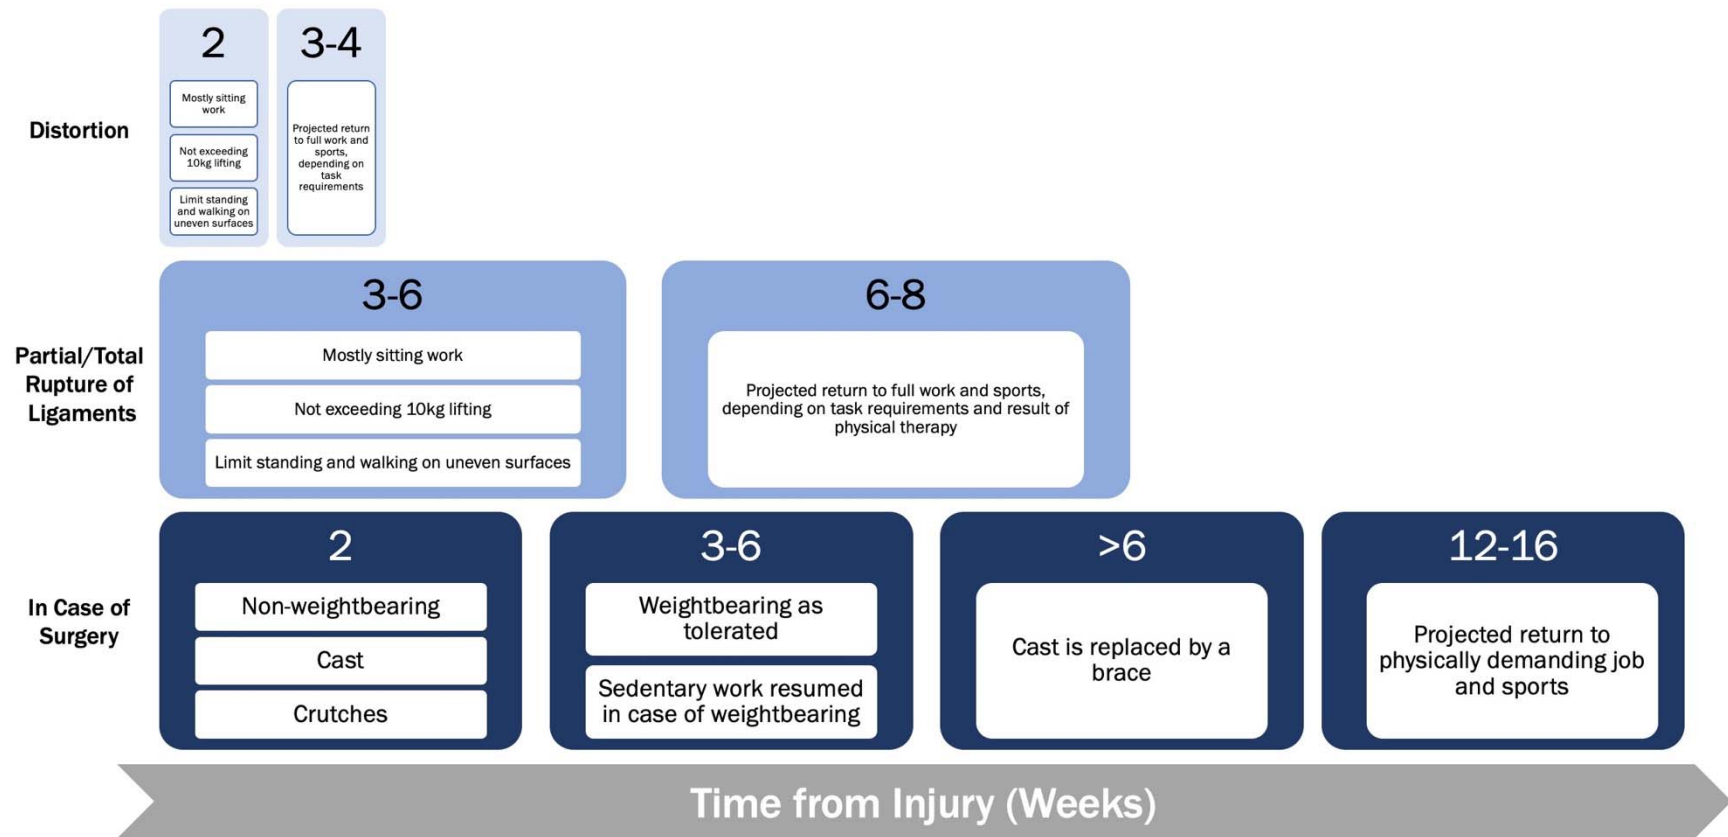 Distortion
2
Mostly sitting
work
Not exceeding
10kg lifting
Limit standing
and walking on
uneven surfaces
3-4
Projected return
to full work and
sports,
depending on
task
requirements
Partial/Total
Rupture of
Ligaments
3-6
Mostly sitting work
Not exceeding 10kg lifting
Limit standing and walking on uneven surfaces
6-8
Projected return to full work and sports,
depending on task requirements and result of
physical therapy
In Case of
Surgery
2
Non-weightbearing
Cast
Crutches
3-6
Weightbearing as
tolerated
Sedentary work resumed
in case of weightbearing
>6
Cast is replaced by a
brace
12-16
Projected return to
physically demanding job
and sports
Time from Injury (Weeks)